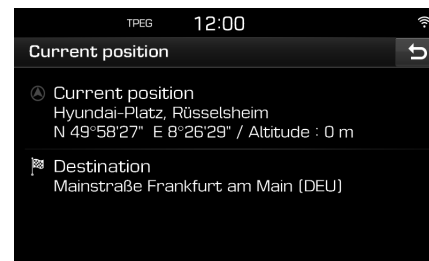 TPEG 12:00
Current position
Current position
Hyundai-Platz, Rüsselsheim
N 49°58'27" E 8°26'29" / Altitude : 0 m
Destination
Mainstraße Frankfurt am Main (DEU)